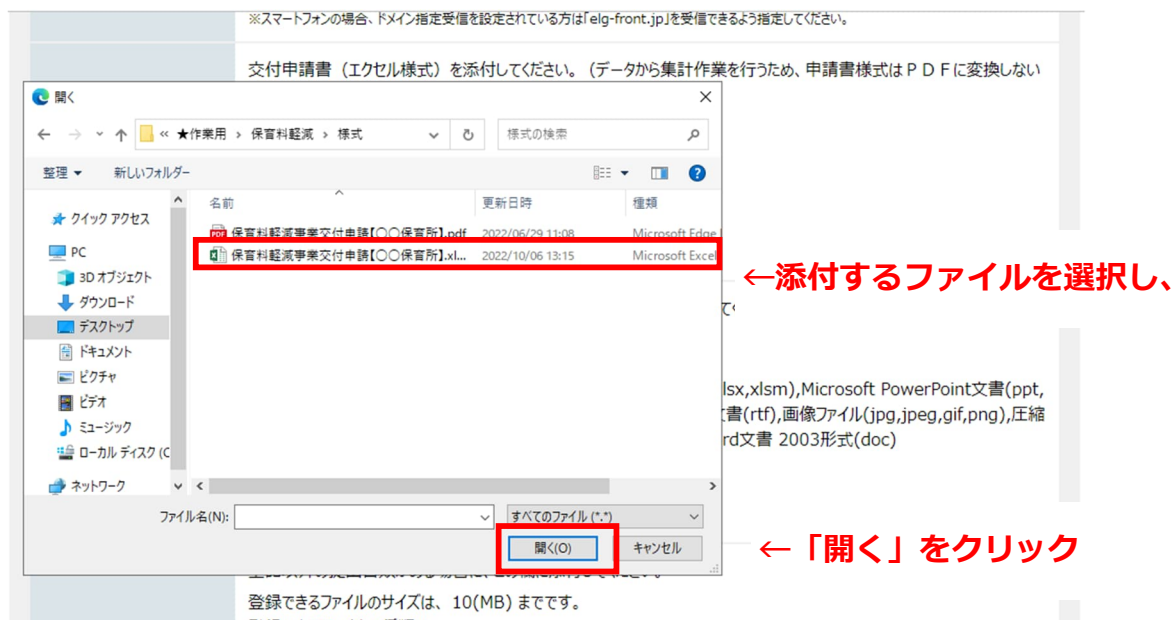 ※スマートフォンの場合、ドメイン指定受信を設定されている方は「elg-front.jp」を受信できるよう指定してください。
交付申請書（エクセル様式）を添付してください。（データから集計作業を行うため、申請書様式はＰＤＦに変換しない
開く
« ★作業用 › 保育料軽減 › 様式
様式の検索
整理 新しいフォルダー
名前 更新日時 種類
クイック アクセス
PC
3D オブジェクト
ダウンロード
デスクトップ
ドキュメント
ピクチャ
ビデオ
ミュージック
ローカル ディスク (C
ネットワーク
保育料軽減事業交付申請【〇〇保育所】.pdf 2022/06/29 11:08 Microsoft Edge
保育料軽減事業交付申請【〇〇保育所】.xl... 2022/10/06 13:15 Microsoft Excel
←添付するファイルを選択し、
lsx,xlsm),Microsoft PowerPoint文書(ppt,
文書(rtf),画像ファイル(jpg,jpeg,gif,png),圧縮
rd文書 2003形式(doc)
ファイル名(N): すべてのファイル (*.*)
開く(O) キャンセル
←「開く」をクリック
登録できるファイルのサイズは、10(MB) までです。